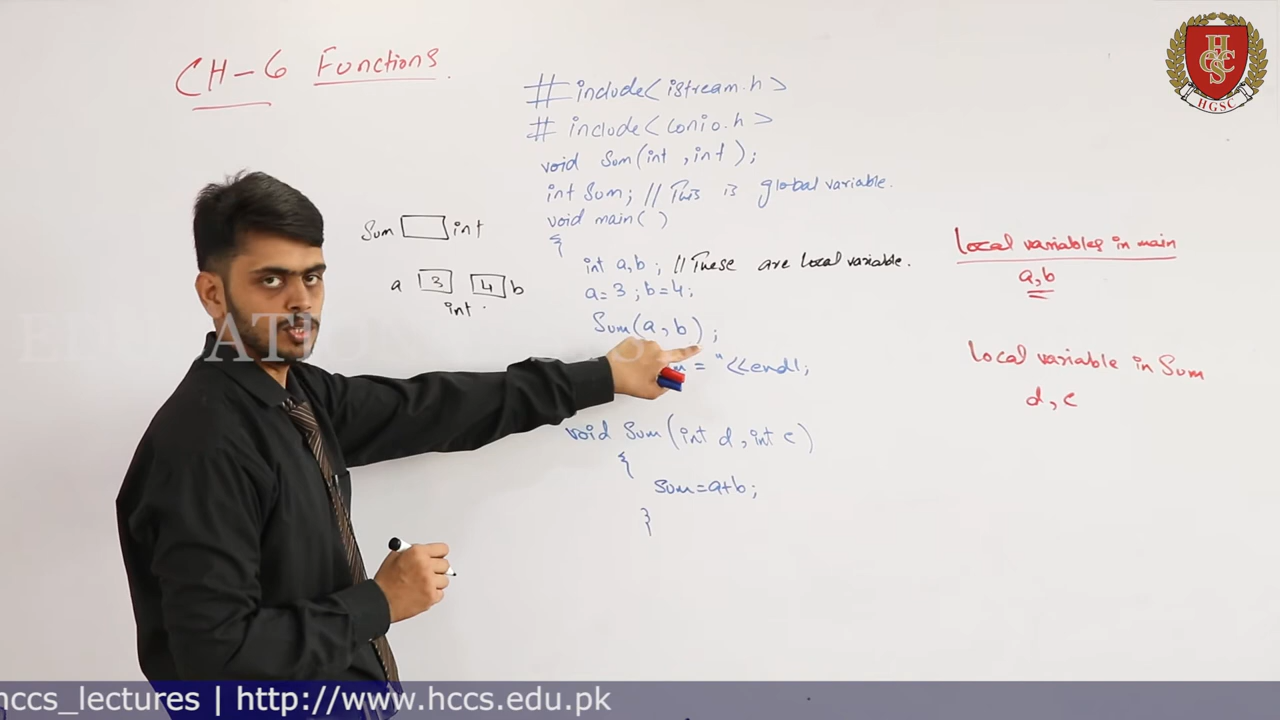 CH-6 Functions.
# include<istream.h>
# include<conio.h>
void Sum(int ,int);
int Sum; // This is global variable.
void main( )
{
int a,b ; // These are local variable.
a=3 ; b=4;
Sum(a,b) ;
= "<<endl;
void Sum(int d, int c)
{
Sum=a+b;
}
Sum int
a 3 4 b
int.
Local variables in main
a,b
Local variable in Sum
d, c
HGSC
hccs_lectures | http://www.hccs.edu.pk